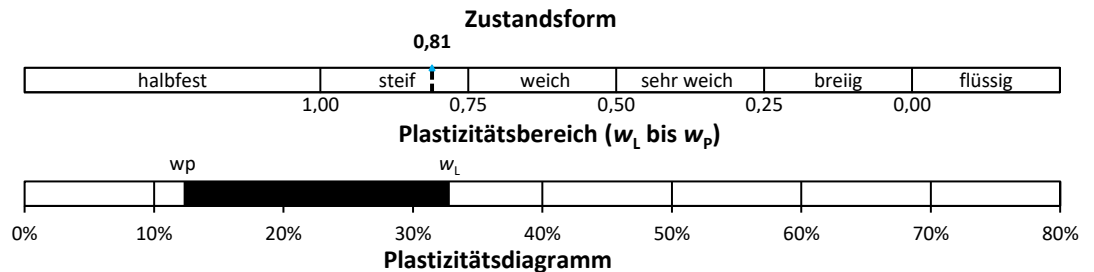 Zustandsform
0,81
halbfest steif weich sehr weich breiig flüssig
1,00 0,75 0,50 0,25 0,00
Plastizitätsbereich (wL bis wP)
wp wL
0% 10% 20% 30% 40% 50% 60% 70% 80%
Plastizitätsdiagramm